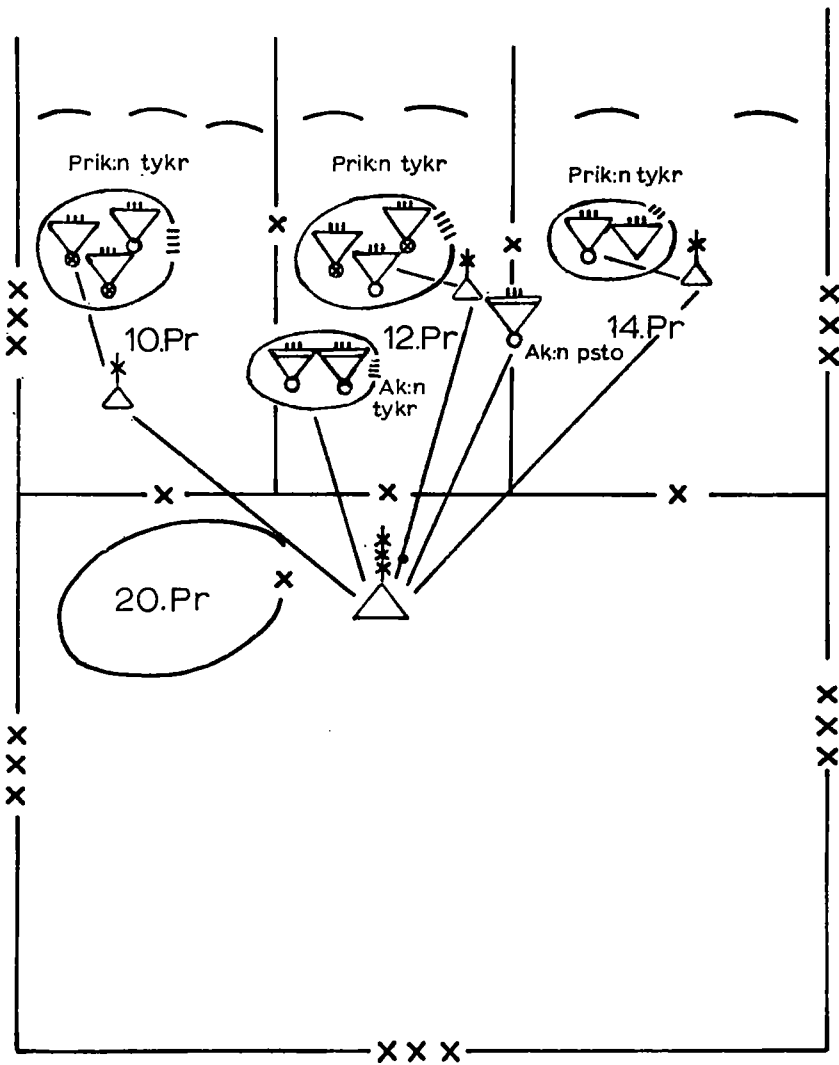 Prik:n tykr
Prik:n tykr
Prik:n tykr
10.Pr
12.Pr
14.Pr
Ak:n psto
Ak:n
tykr
20.Pr